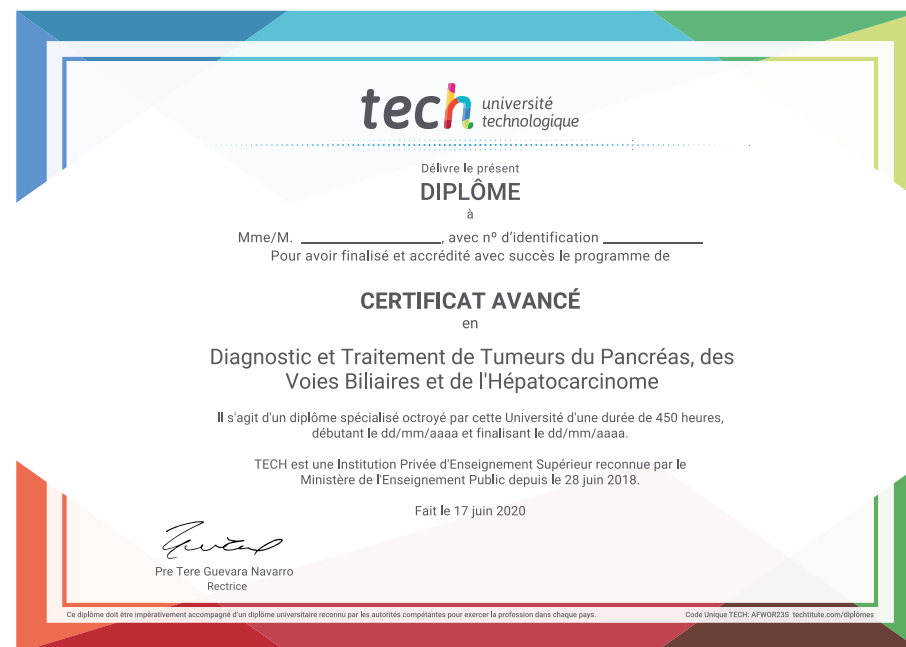 tech université
technologique
Délivre le présent
DIPLÔME
à
Mme/M. ____________________, avec nº d'identification ______________
Pour avoir finalisé et accrédité avec succès le programme de
CERTIFICAT AVANCÉ
en
Diagnostic et Traitement de Tumeurs du Pancréas, des
Voies Biliaires et de l'Hépatocarcinome
Il s'agit d'un diplôme spécialisé octroyé par cette Université d'une durée de 450 heures,
débutant le dd/mm/aaaa et finalisant le dd/mm/aaaa.
TECH est une Institution Privée d'Enseignement Supérieur reconnue par le
Ministère de l'Enseignement Public depuis le 28 juin 2018.
Fait le 17 juin 2020
Pre Tere Guevara Navarro
Rectrice
Ce diplôme doit être impérativement accompagné d'un diplôme universitaire reconnu par les autorités compétantes pour exercer la profession dans chaque pays.
Code Unique TECH: AFWOR23S techtitute.com/diplômes